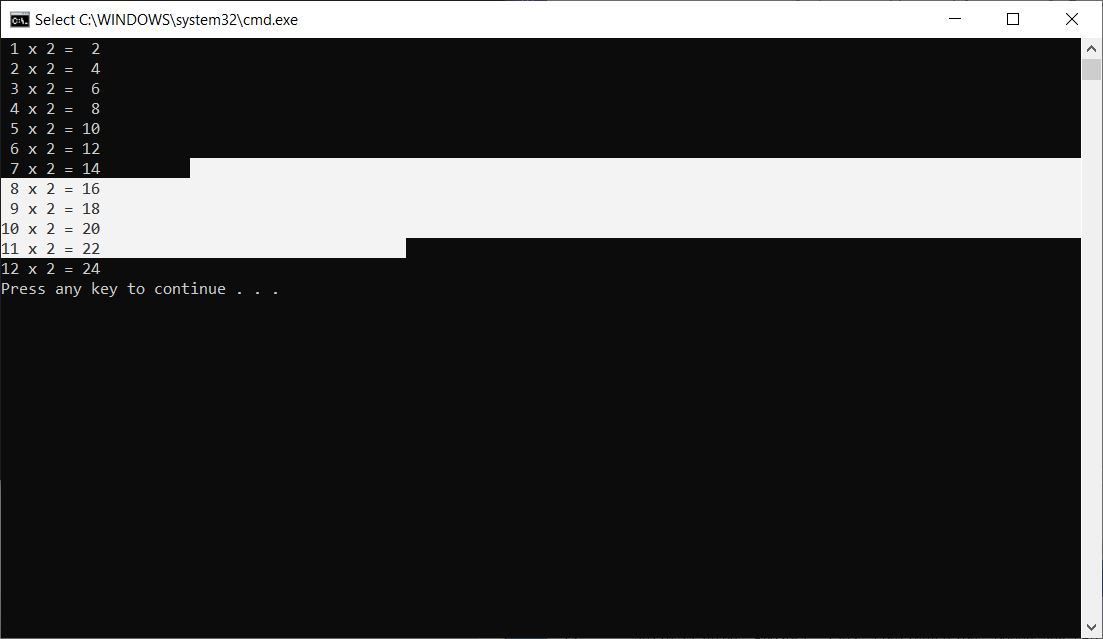 Select C:\WINDOWS\system32\cmd.exe
 1 x 2 =  2
 2 x 2 =  4
 3 x 2 =  6
 4 x 2 =  8
 5 x 2 = 10
 6 x 2 = 12
 7 x 2 = 14
 8 x 2 = 16
 9 x 2 = 18
10 x 2 = 20
11 x 2 = 22
12 x 2 = 24
Press any key to continue . . .